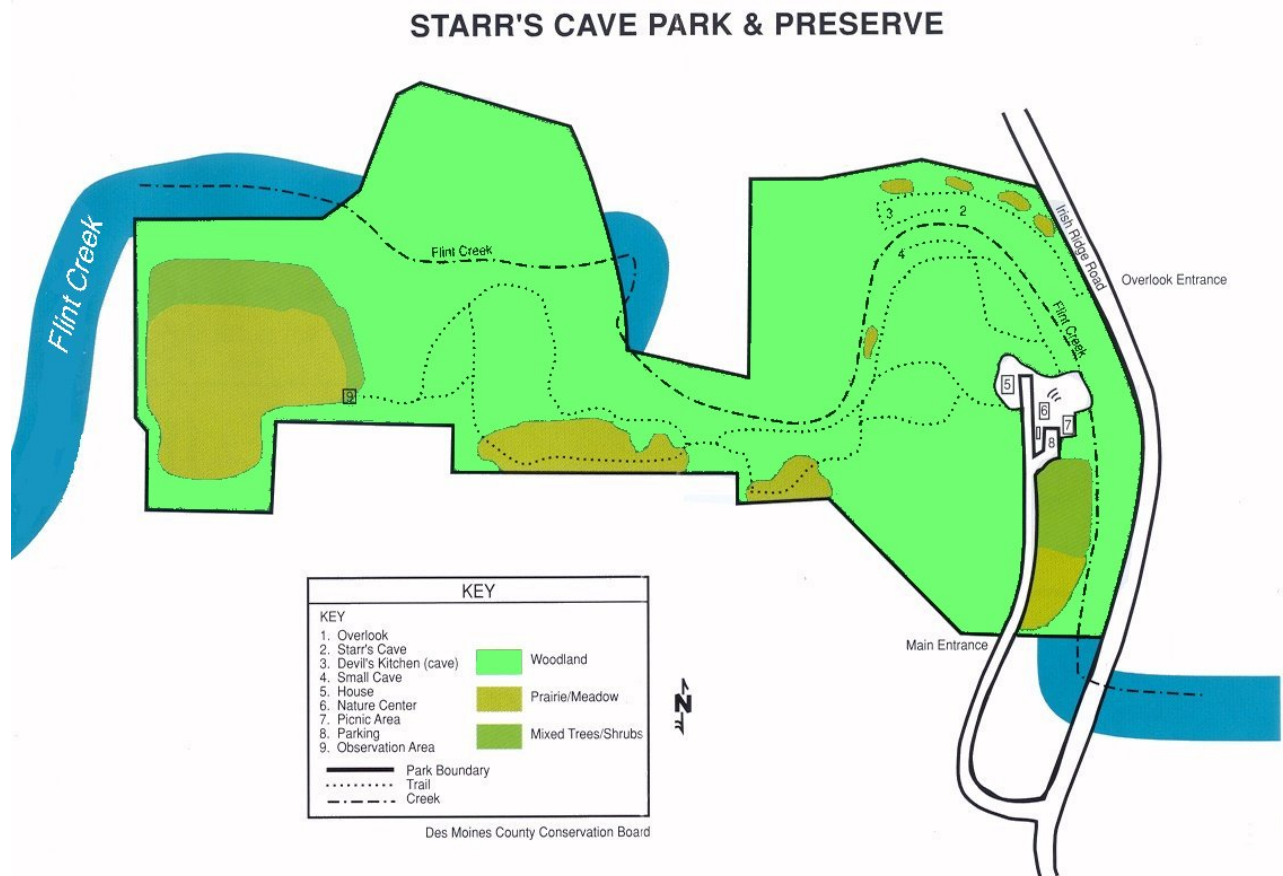 STARR'S CAVE PARK & PRESERVE
Flint Creek
Flint Creek
3
2
4
Irish Ridge Road
Overlook Entrance
Flint Creek
5
6
7
8
9
Main Entrance
KEY
KEY
1. Overlook
2. Starr's Cave
3. Devil's Kitchen (cave)
4. Small Cave
5. House
6. Nature Center
7. Picnic Area
8. Parking
9. Observation Area
Woodland
Prairie/Meadow
Mixed Trees/Shrubs
Park Boundary
Trail
Creek
N
Des Moines County Conservation Board